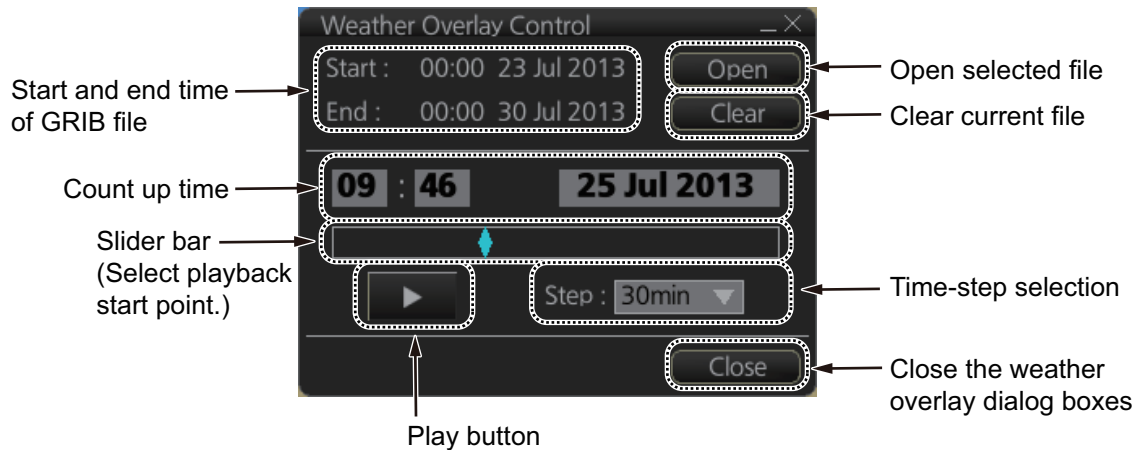 Weather Overlay Control
Start : 00:00 23 Jul 2013
End : 00:00 30 Jul 2013
Open
Clear
Start and end time
of GRIB file
Open selected file
Clear current file
Count up time
09 : 46 25 Jul 2013
Slider bar
(Select playback
start point.)
Step : 30min
Time-step selection
Close
Close the weather
overlay dialog boxes
Play button